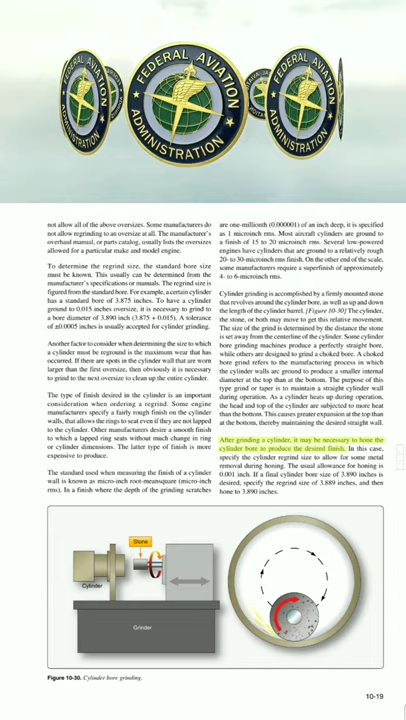 FEDERAL AVIATION
ADMINISTRATION
FEDERAL AVIATION
ADMINISTRATION
FEDERAL AVIATION
ADMINISTRATION
not allow all of the above oversizes. Some manufacturers do
not allow regrinding to an oversize at all. The manufacturer's
overhaul manual, or parts catalog, usually lists the oversizes
allowed for a particular make and model engine.
To determine the regrind size, the standard bore size
must be known. This usually can be determined from the
manufacturer's specifications or manuals. The regrind size is
figured from the standard bore. For example, a certain cylinder
has a standard bore of 3.875 inches. To have a cylinder
ground to 0.015 inches oversize, it is necessary to grind to
a bore diameter of 3.890 inch (3.875 + 0.015). A tolerance
of ±0.0005 inches is usually accepted for cylinder grinding.
Another factor to consider when determining the size to which
a cylinder must be reground is the maximum wear that has
occurred. If there are spots in the cylinder wall that are worn
larger than the first oversize, then obviously it is necessary
to grind to the next oversize to clean up the entire cylinder.
The type of finish desired in the cylinder is an important
consideration when ordering a regrind. Some engine
manufacturers specify a fairly rough finish on the cylinder
walls, that allows the rings to seat even if they are not lapped
to the cylinder. Other manufacturers desire a smooth finish
to which a lapped ring seats without much change in ring
or cylinder dimensions. The latter type of finish is more
expensive to produce.
The standard used when measuring the finish of a cylinder
wall is known as micro-inch root-meansquare (micro-inch
rms). In a finish where the depth of the grinding scratches
are one-millionth (0.000001) of an inch deep, it is specified
as 1 microinch rms. Most aircraft cylinders are ground to
a finish of 15 to 20 microinch rms. Several low-powered
engines have cylinders that are ground to a relatively rough
20- to 30-microinch rms finish. On the other end of the scale,
some manufacturers require a superfinish of approximately
4- to 6-microinch rms.
Cylinder grinding is accomplished by a firmly mounted stone
that revolves around the cylinder bore, as well as up and down
the length of the cylinder barrel. [Figure 10-30] The cylinder,
the stone, or both may move to get this relative movement.
The size of the grind is determined by the distance the stone
is set away from the centerline of the cylinder. Some cylinder
bore grinding machines produce a perfectly straight bore,
while others are designed to grind a choked bore. A choked
bore grind refers to the manufacturing process in which
the cylinder walls are ground to produce a smaller internal
diameter at the top than at the bottom. The purpose of this
type grind or taper is to maintain a straight cylinder wall
during operation. As a cylinder heats up during operation,
the head and top of the cylinder are subjected to more heat
than the bottom. This causes greater expansion at the top than
at the bottom, thereby maintaining the desired straight wall.
After grinding a cylinder, it may be necessary to hone the
cylinder bore to produce the desired finish. In this case,
specify the cylinder regrind size to allow for some metal
removal during honing. The usual allowance for honing is
0.001 inch. If a final cylinder bore size of 3.890 inches is
desired, specify the regrind size of 3.889 inches, and then
hone to 3.890 inches.
Stone
Cylinder
Grinder
Figure 10-30. Cylinder bore grinding.
10-19